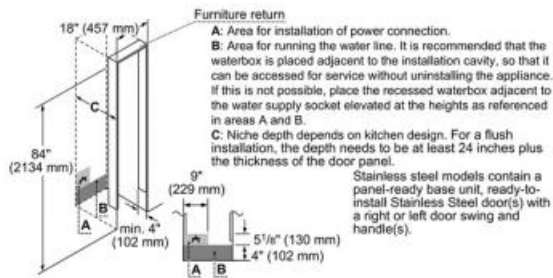 Furniture return
18" (457 mm)
A: Area for installation of power connection.
B: Area for running the water line. It is recommended that the
waterbox is placed adjacent to the installation cavity, so that it
can be accessed for service without uninstalling the appliance.
If this is not possible, place the recessed waterbox adjacent to
the water supply socket elevated at the heights as referenced
in areas A and B.
C: Niche depth depends on kitchen design. For a flush
installation, the depth needs to be at least 24 inches plus
the thickness of the door panel.
Stainless steel models contain a
panel-ready base unit, ready-to-
install Stainless Steel door(s) with
a right or left door swing and
handle(s).
C
84"
(2134 mm)
A
B
min. 4"
(102 mm)
9"
(229 mm)
5¹/₈" (130 mm)
4" (102 mm)
A
B